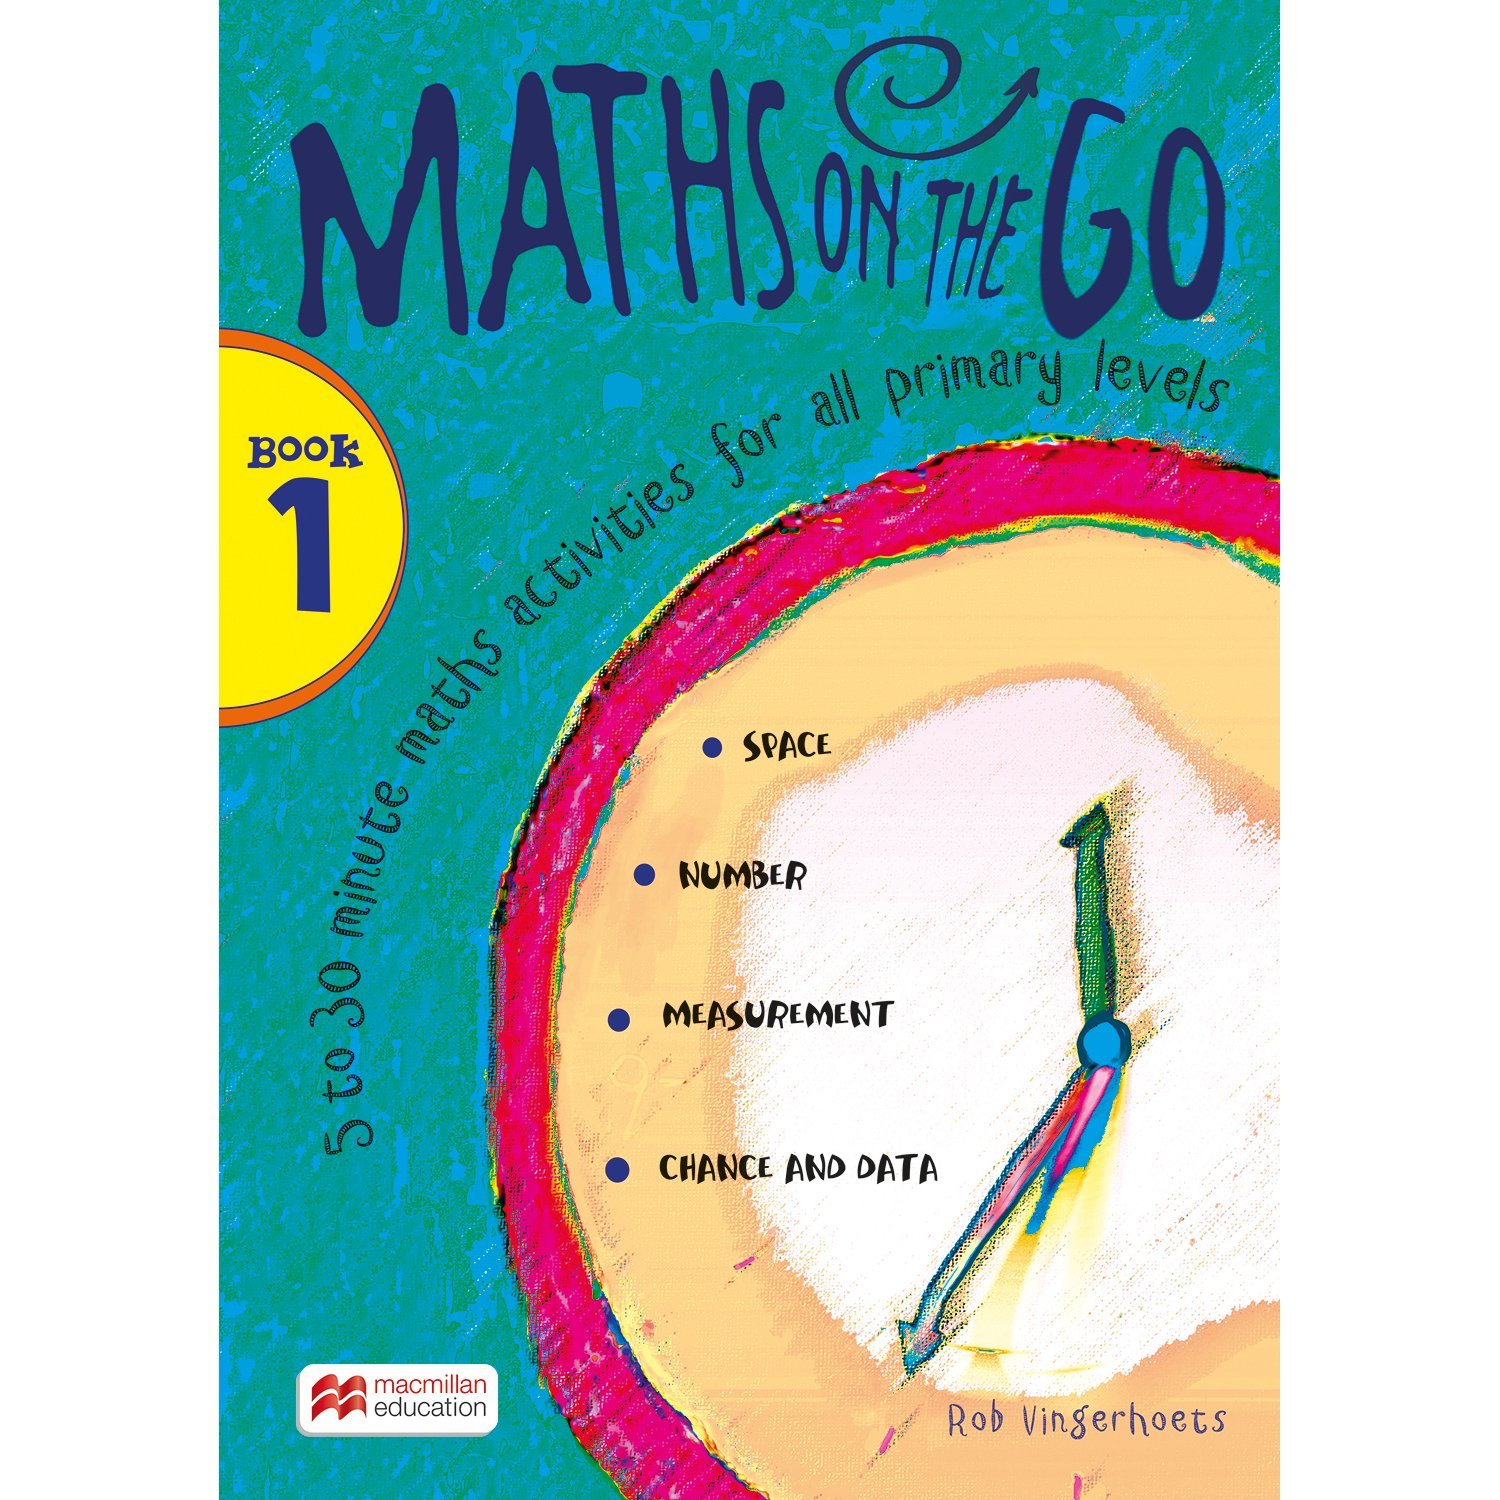 MATHS ON THE GO
5 to 30 minute maths activities for all primary levels
BOOK
1
• SPACE
• NUMBER
• MEASUREMENT
• CHANCE AND DATA
macmillan
education
Rob Vingerhoets